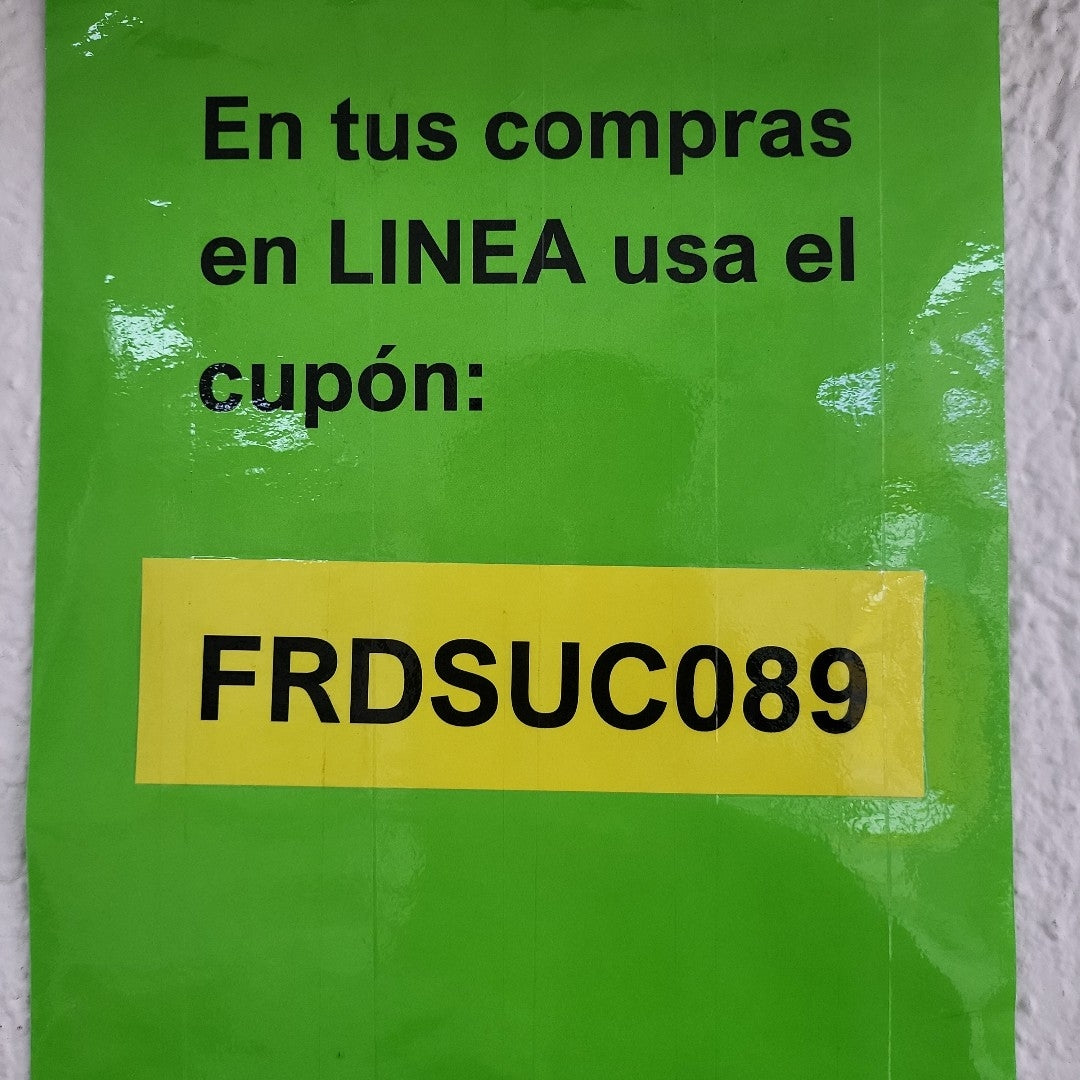 En tus compras
en LINEA usa el
cupón:
FRDSUC089